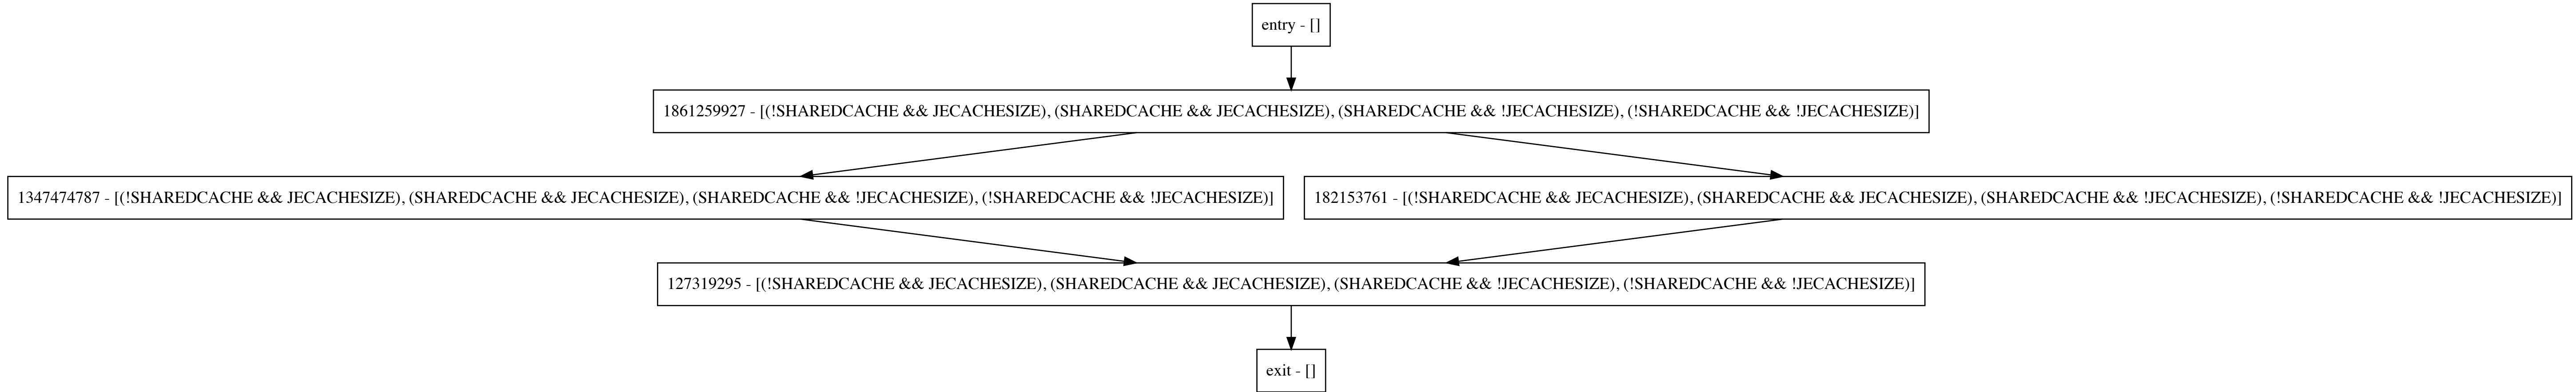 entry - []
1861259927 - [(!SHAREDCACHE && JECACHESIZE), (SHAREDCACHE && JECACHESIZE), (SHAREDCACHE && !JECACHESIZE), (!SHAREDCACHE && !JECACHESIZE)]
1347474787 - [(!SHAREDCACHE && JECACHESIZE), (SHAREDCACHE && JECACHESIZE), (SHAREDCACHE && !JECACHESIZE), (!SHAREDCACHE && !JECACHESIZE)]
182153761 - [(!SHAREDCACHE && JECACHESIZE), (SHAREDCACHE && JECACHESIZE), (SHAREDCACHE && !JECACHESIZE), (!SHAREDCACHE && !JECACHESIZE)]
127319295 - [(!SHAREDCACHE && JECACHESIZE), (SHAREDCACHE && JECACHESIZE), (SHAREDCACHE && !JECACHESIZE), (!SHAREDCACHE && !JECACHESIZE)]
exit - []